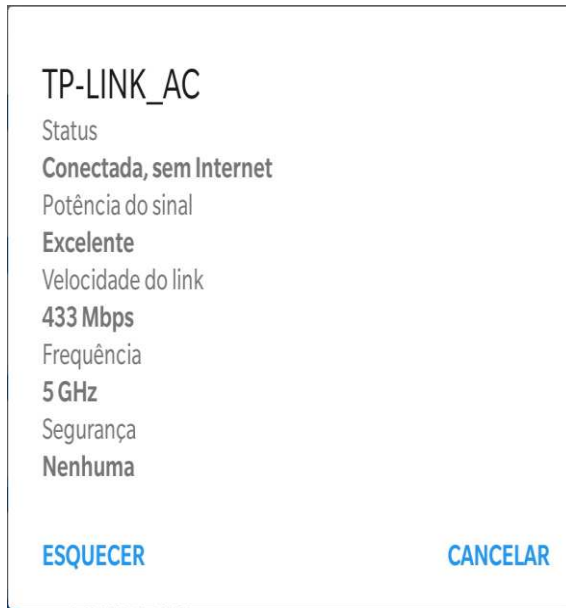 TP-LINK_AC
Status
Conectada, sem Internet
Potência do sinal
Excelente
Velocidade do link
433 Mbps
Frequência
5 GHz
Segurança
Nenhuma
ESQUECER CANCELAR